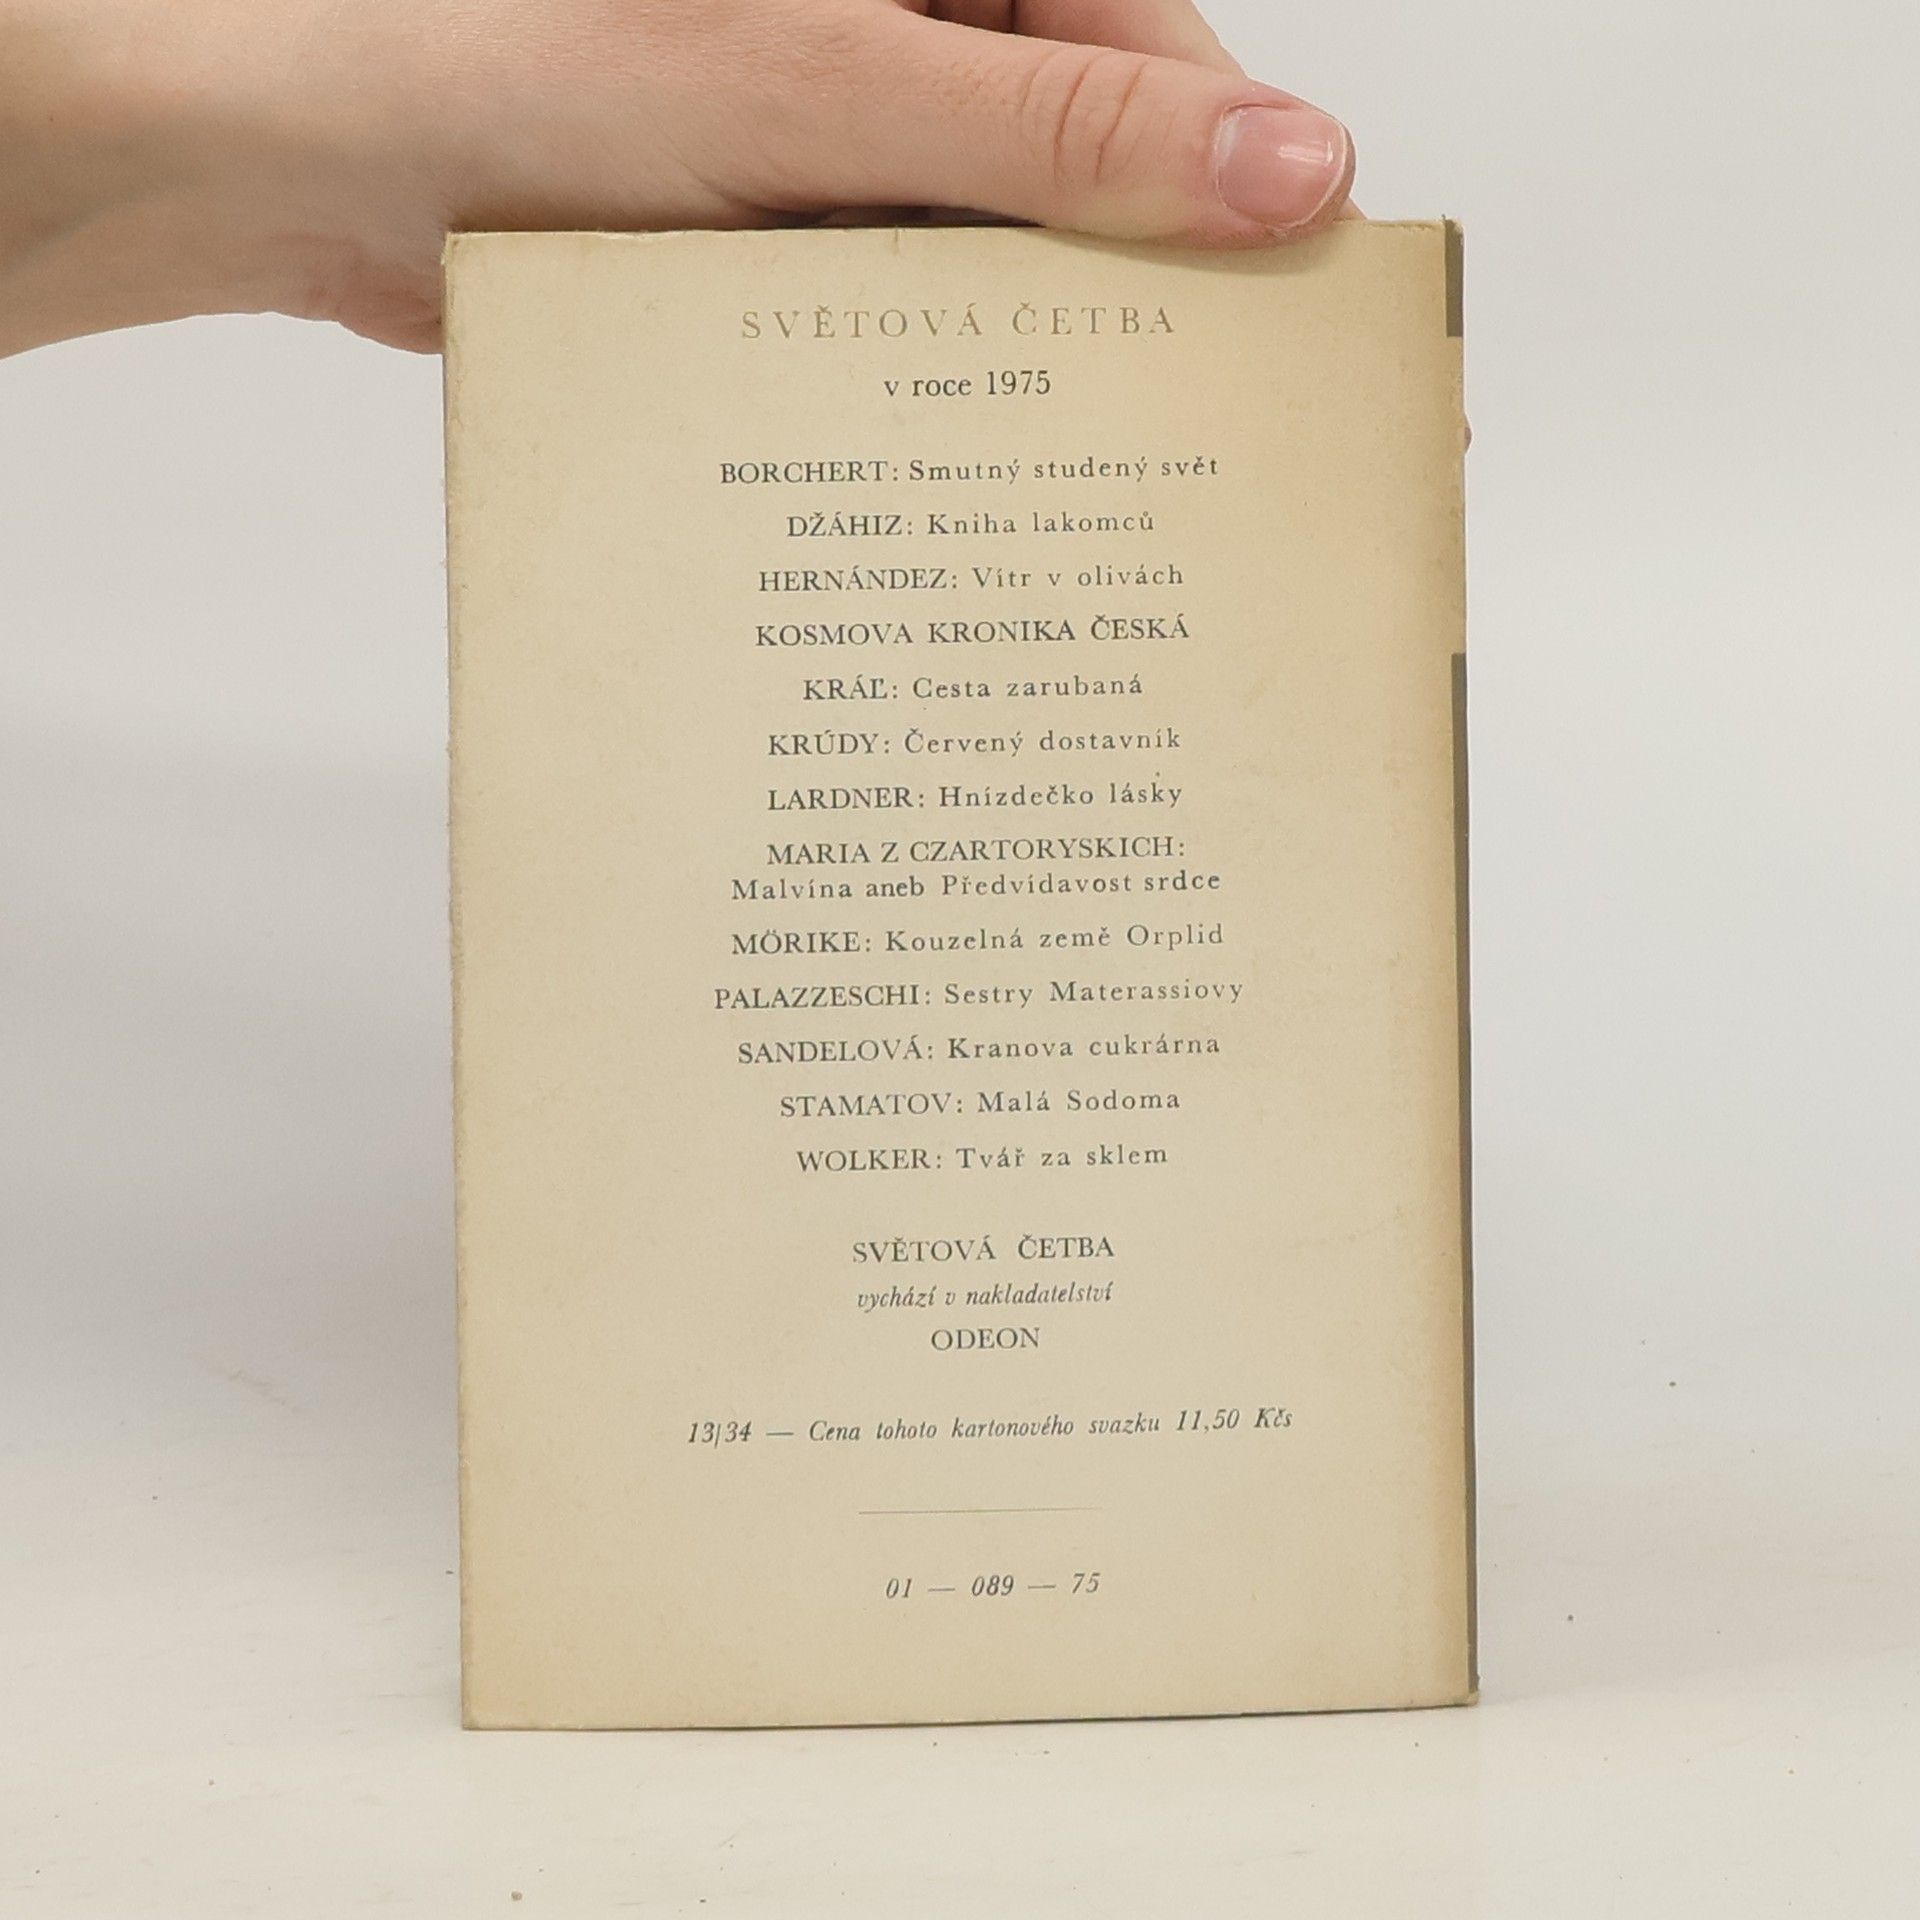 SVĚTOVÁ ČETBA
v roce 1975
BORCHERT: Smutný studený svět
DŽÁHIZ: Kniha lakomců
HERNÁNDEZ: Vítr v olivách
KOSMOVA KRONIKA ČESKÁ
KRÁĽ: Cesta zarubaná
KRÚDY: Červený dostavník
LARDNER: Hnízdečko lásky
MARIA Z CZARTORYSKICH:
Malvína aneb Předvídavost srdce
MÖRIKE: Kouzelná země Orplid
PALAZZESCHI: Sestry Materassiovy
SANDELOVÁ: Kranova cukrárna
STAMATOV: Malá Sodoma
WOLKER: Tvář za sklem
SVĚTOVÁ ČETBA
vychází v nakladatelství
ODEON
13/34 — Cena tohoto kartonového svazku 11,50 Kčs
01 — 089 — 75